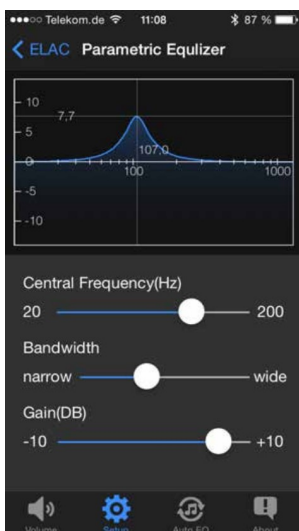 Telekom.de 11:08 87 %
ELAC Parametric Equlizer
10
7,7
5
107,0
0
100 1000
-5
-10
Central Frequency(Hz)
20 200
Bandwidth
narrow wide
Gain(DB)
-10 +10
Volume Setup Auto EQ About